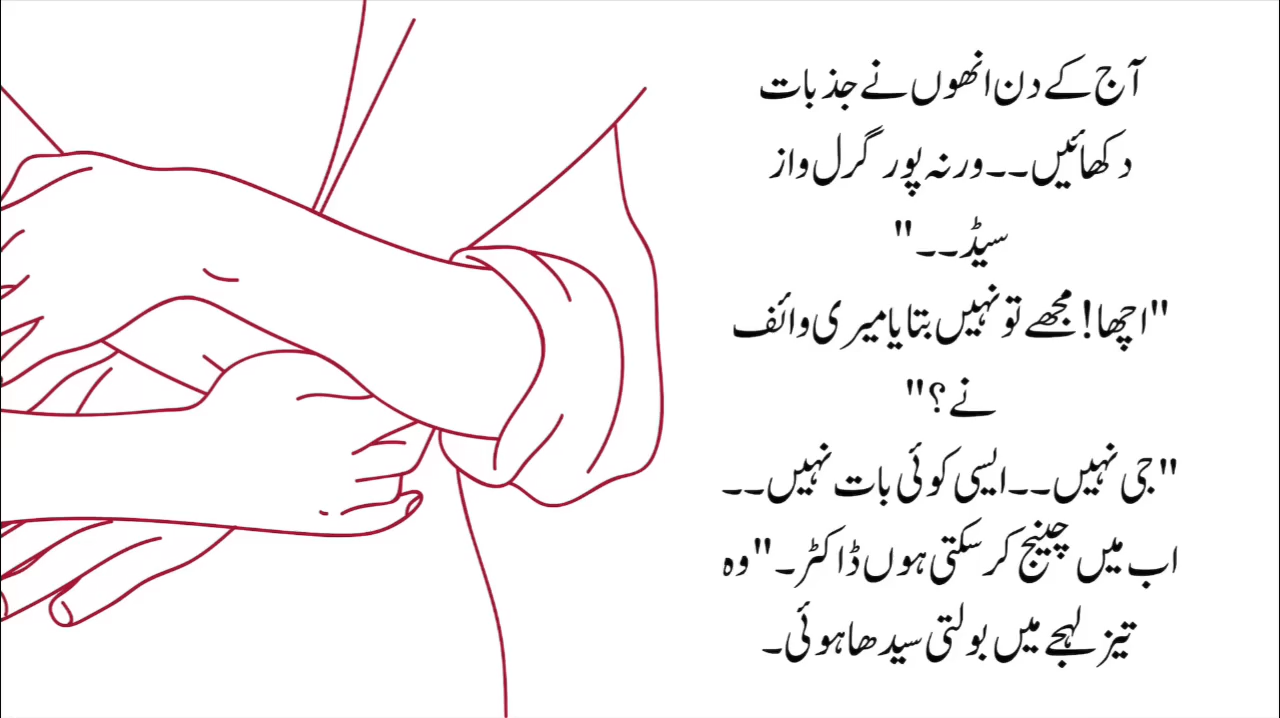 آج کے دن انھوں نے جذبات
دکھائیں۔۔ورنہ پور گرل واز
سیڈ۔۔"
"اچھا! مجھے تو نہیں بتایا میری وائف
نے؟"
"جی نہیں۔۔ایسی کوئی بات نہیں۔۔
اب میں چینج کر سکتی ہوں ڈاکٹر۔"وہ
تیز لہجے میں بولتی سیدھا ہوئی۔